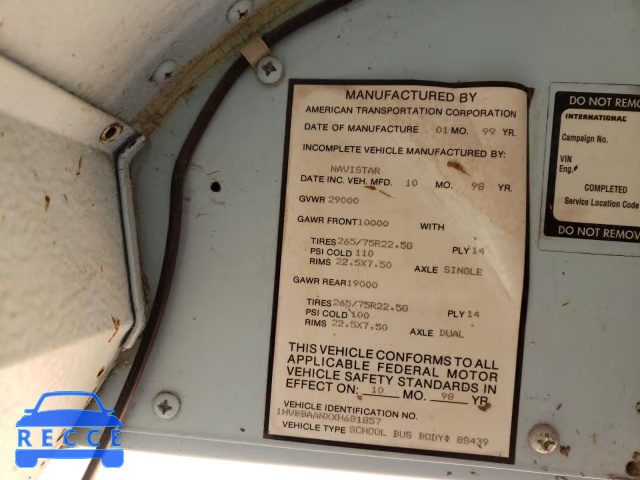 MANUFACTURED BY
AMERICAN TRANSPORTATION CORPORATION
DATE OF MANUFACTURE 01 MO. 99 YR.
INCOMPLETE VEHICLE MANUFACTURED BY:
NAVISTAR
DATE INC. VEH. MFD. 10 MO. 98 YR.
GVWR 29000
GAWR FRONT 10000 WITH
TIRES 265/75R22.5G PLY 14
PSI COLD 110
RIMS 22.5X7.50 AXLE SINGLE
GAWR REAR 19000
TIRES 265/75R22.5G PLY 14
PSI COLD 100
RIMS 22.5X7.50 AXLE DUAL
THIS VEHICLE CONFORMS TO ALL
APPLICABLE FEDERAL MOTOR
VEHICLE SAFETY STANDARDS IN
EFFECT ON: 10 MO. 98 YR.
VEHICLE IDENTIFICATION NO.
1HVBBAANXXH681857
VEHICLE TYPE SCHOOL BUS BODY# 88439
DO NOT REMOV
INTERNATIONAL
Campaign No.
VIN
Eng.#
COMPLETED
Service Location Code
DO NOT REMOV
RECCE